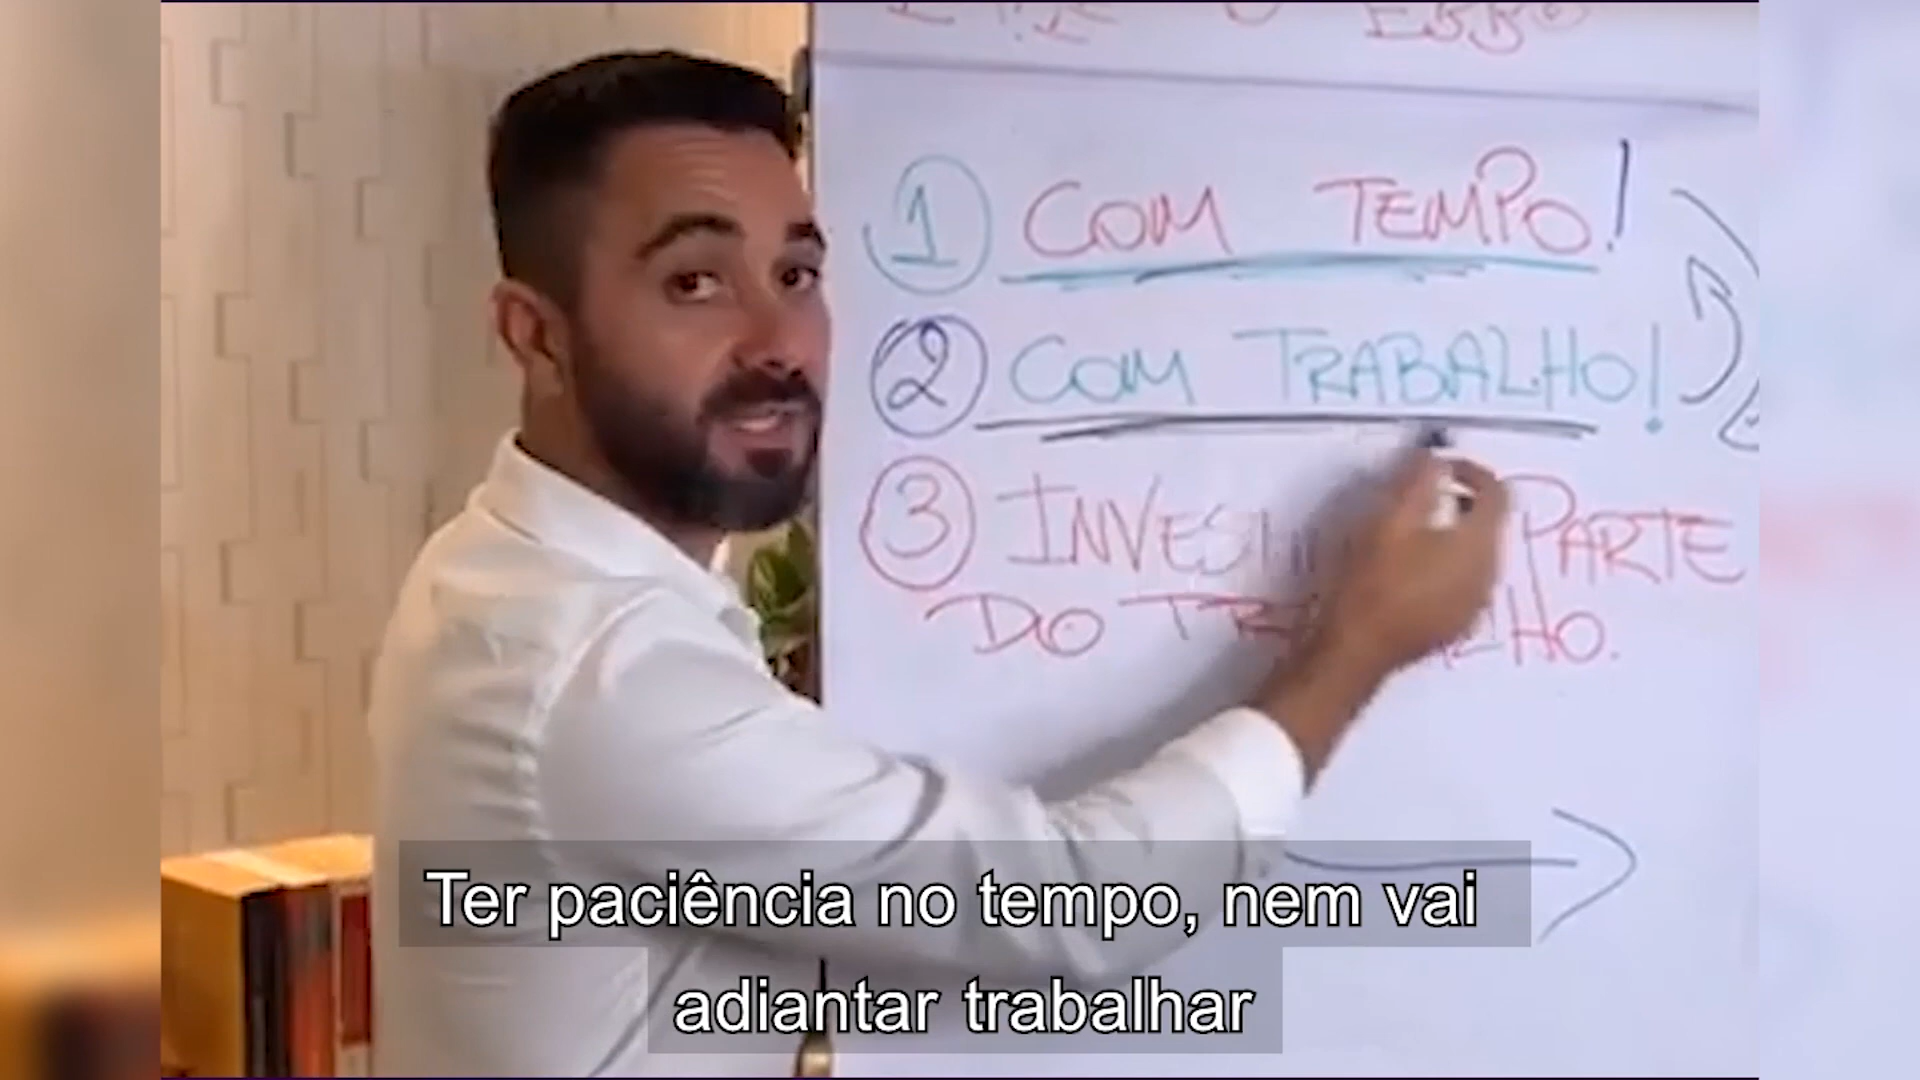 1 COM TEMPO!
2 COM TRABALHO!
3 PARTE
DO
Ter paciência no tempo, nem vai
adiantar trabalhar